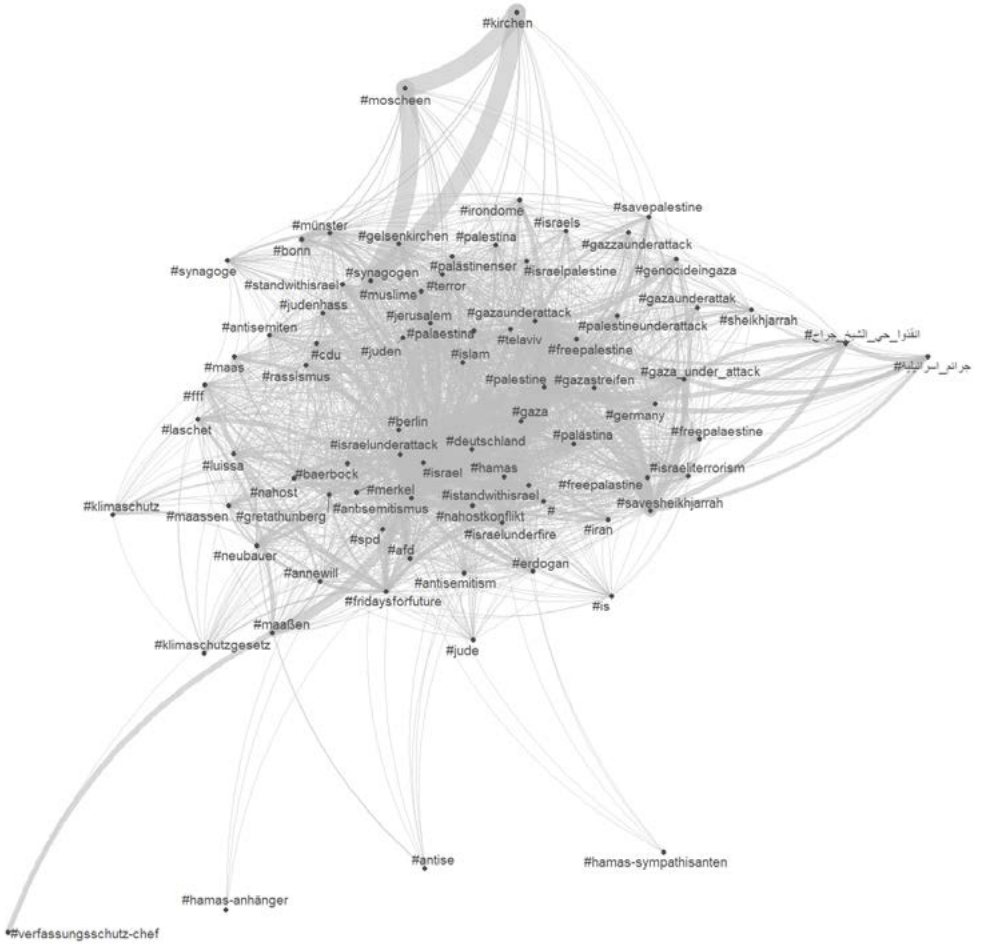 #kirchen
#moscheen
#irondome
#savepalestine
#münster
#israels
#gelsenkirchen
#palestina
#gazzaunderattack
#bonn
#synagoge
#synagogen
#palästinenser
#israelpalestine
#genocideingaza
#standwithisrael
#terror
#muslime
#judenhass
#gazaunderattak
#jerusalem
#gazaunderattack
#sheikhjarrah
#antisemiten
#palaestina
#palestineunderattack
#انقذوا_حي_الشيخ_جراح
#telaviv
#cdu
#juden
#islam
#freepalestine
#maas
#جرائم_اسرائيلية
#rassismus
#gaza_under_attack
#palestine
#gazastreifen
#fff
#gaza
#germany
#berlin
#laschet
#freepalaestine
#israelunderattack
#deutschland
#palästina
#luissa
#baerbock
#israel
#hamas
#israeliterrorism
#freepalastine
#nahost
#merkel
#istandwithisrael
#savesheikhjarrah
#klimaschutz
#maassen
#gretathunberg
#antisemitismus
#nahostkonflikt
#
#iran
#israelunderfire
#spd
#neubauer
#afd
#erdogan
#annewill
#antisemitism
#fridaysforfuture
#is
#maaßen
#klimaschutzgesetz
#jude
#antise
#hamas-sympathisanten
#hamas-anhänger
#verfassungsschutz-chef